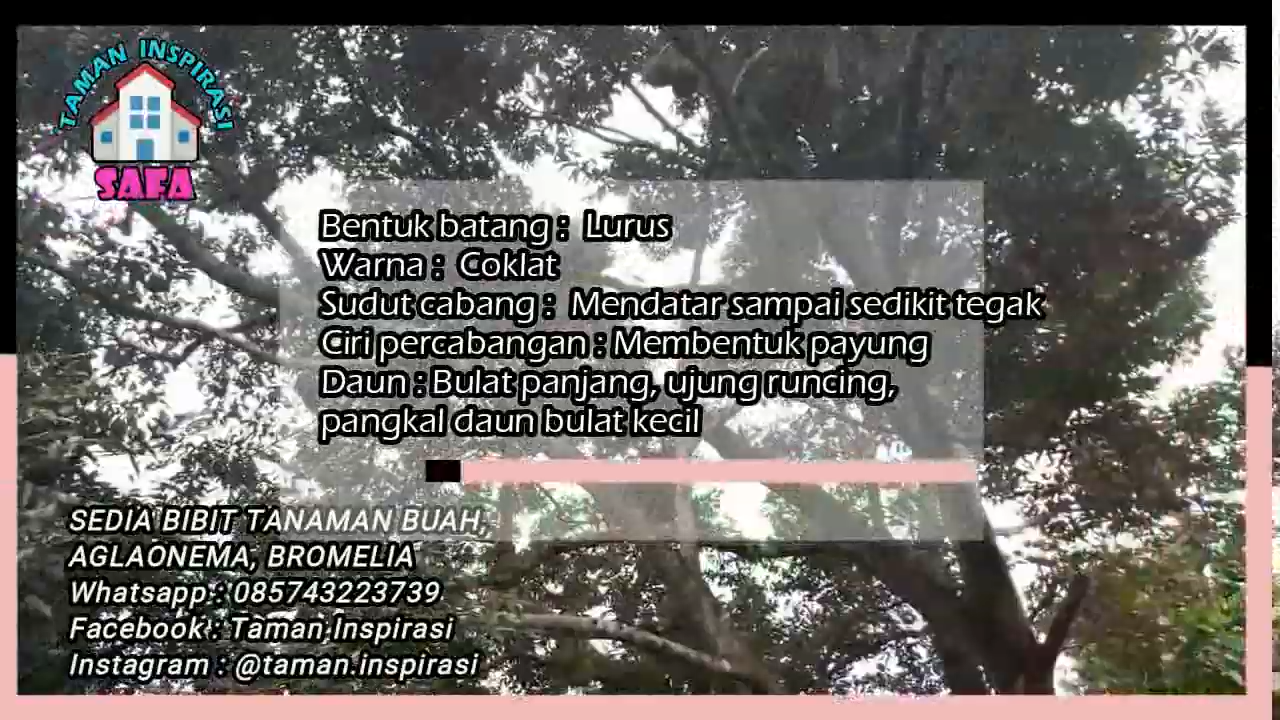 TAMAN INSPIRASI
SAFA
Bentuk batang : Lurus
Warna : Coklat
Sudut cabang : Mendatar sampai sedikit tegak
Ciri percabangan : Membentuk payung
Daun : Bulat panjang, ujung runcing,
pangkal daun bulat kecil
SEDIA BIBIT TANAMAN BUAH,
AGLAONEMA, BROMELIA
Whatsapp : 085743223739
Facebook : Taman Inspirasi
Instagram : @taman.inspirasi